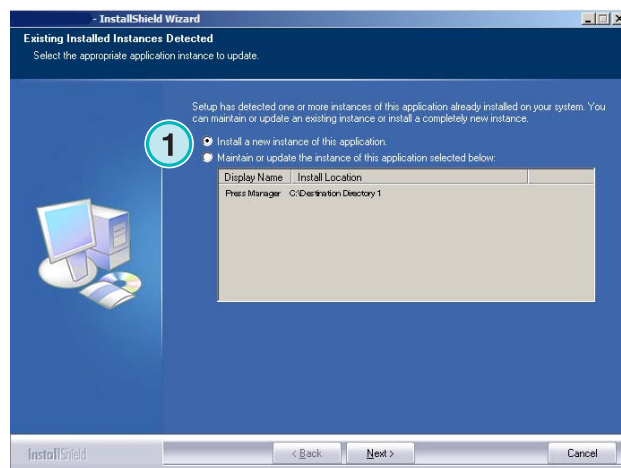 - InstallShield Wizard
Existing Installed Instances Detected
Select the appropriate application instance to update.
Setup has detected one or more instances of this application already installed on your system. You
can maintain or update an existing instance or install a completely new instance.
1
Install a new instance of this application.
Maintain or update the instance of this application selected below:
Display Name Install Location
Press Manager C:\Destination Directory 1
InstallShield
< Back Next > Cancel